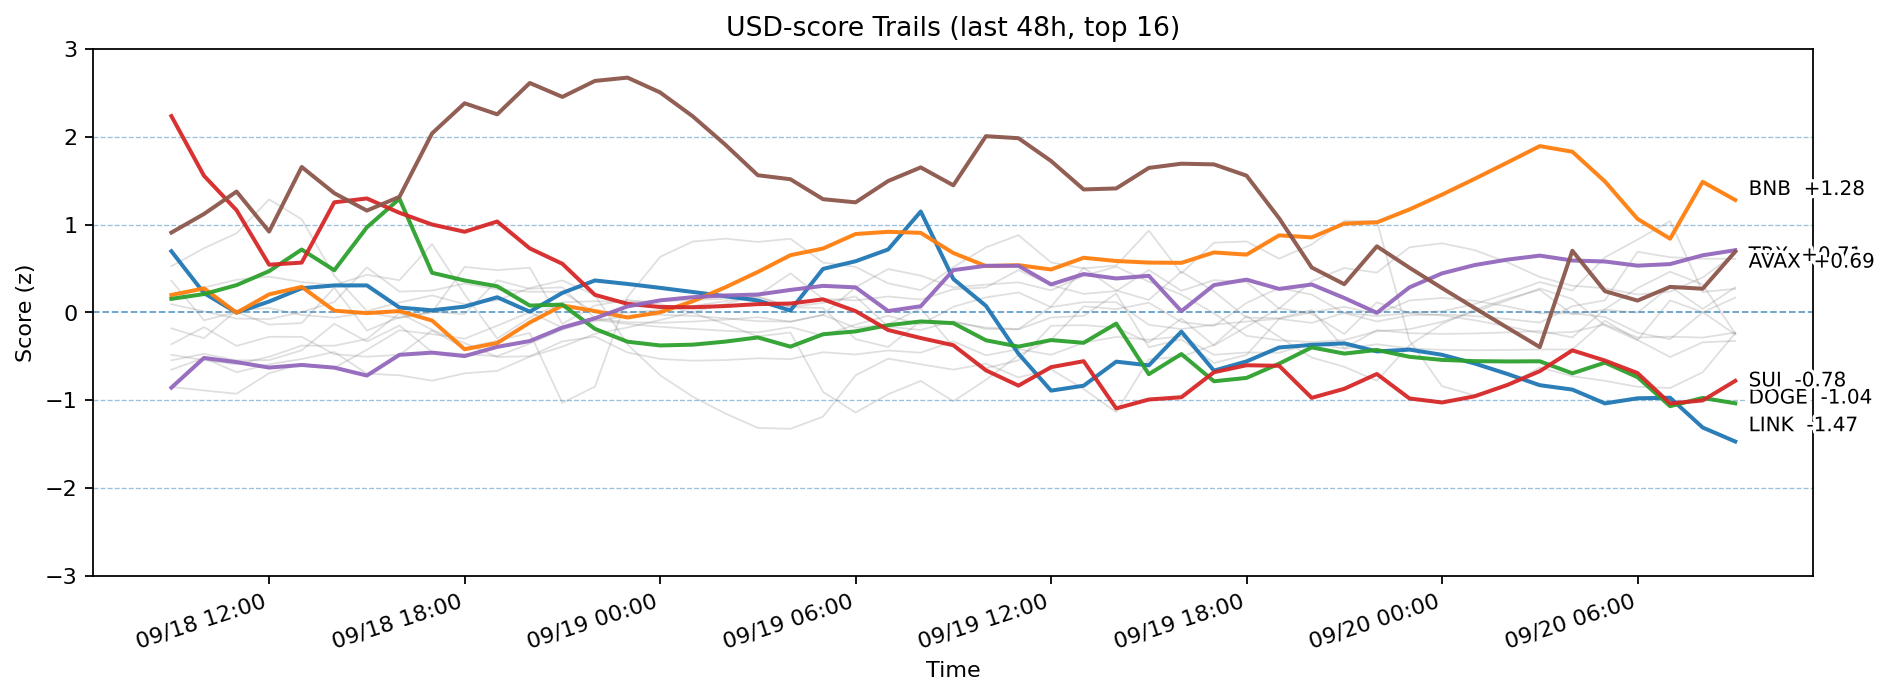 USD-score Trails (last 48h, top 16)
Score (z)
3
2
1
0
−1
−2
−3
BNB +1.28
TRX +0.71
AVAX +0.69
SUI -0.78
DOGE -1.04
LINK -1.47
09/18 12:00
09/18 18:00
09/19 00:00
09/19 06:00
09/19 12:00
09/19 18:00
09/20 00:00
09/20 06:00
Time